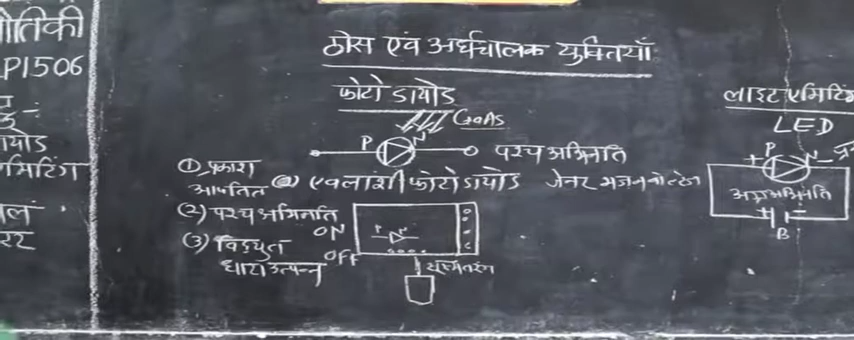 ौतिकी
P1506
ायोड
मिटिंग
ठोस एवं अर्धचालक युक्तियाँ
फोटो डायोड
GaAs
P N पश्च अभिनति
① प्रकाश
आपतित @ एवलांशी फोटो डायोड जेनर भंजन वोल्टेज
(2) पश्च अभिनति
ON
(3) विद्युत
OFF
धारा उत्पन्न
P N
लाइट एमिटिंग
LED
+ P N -
अग्र अभिनति
B